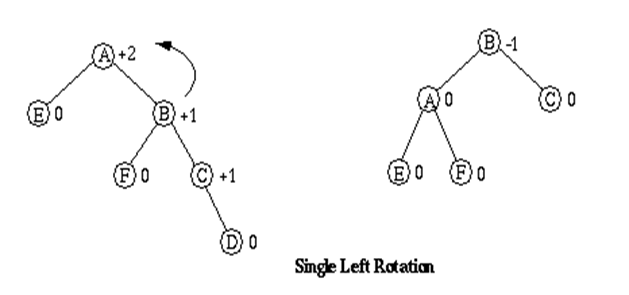 A +2
E 0
B +1
F 0
C +1
D 0
B -1
A 0
C 0
E 0
F 0
Single Left Rotation